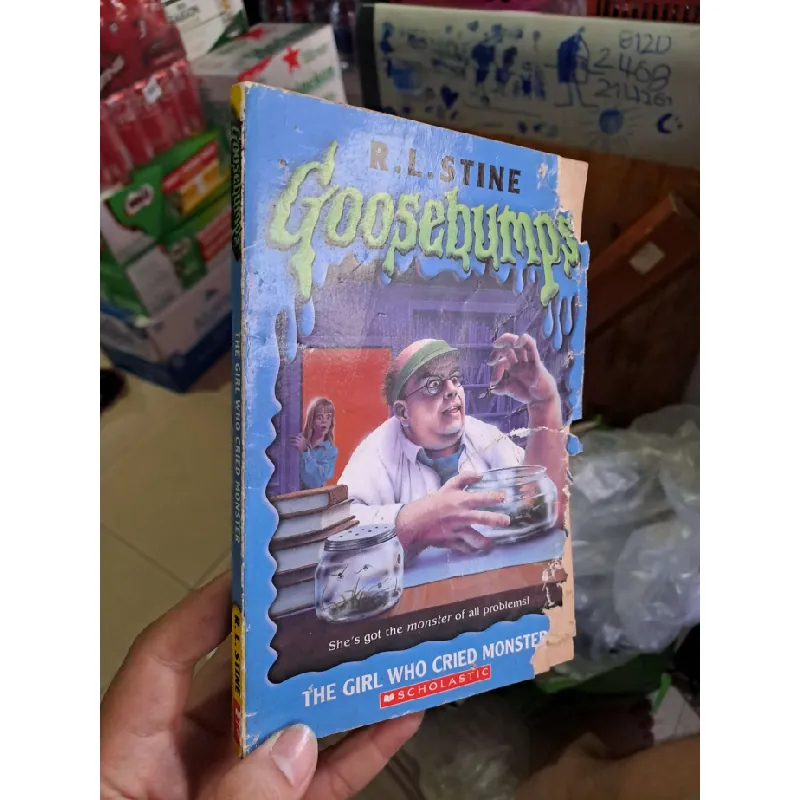 R.L.STINE
Goosebumps
She's got the monster of all problems!
THE GIRL WHO CRIED MONSTER
SCHOLASTIC
GOOSEBUMPS
THE GIRL WHO CRIED MONSTER
R.L. STINE
8120
2468